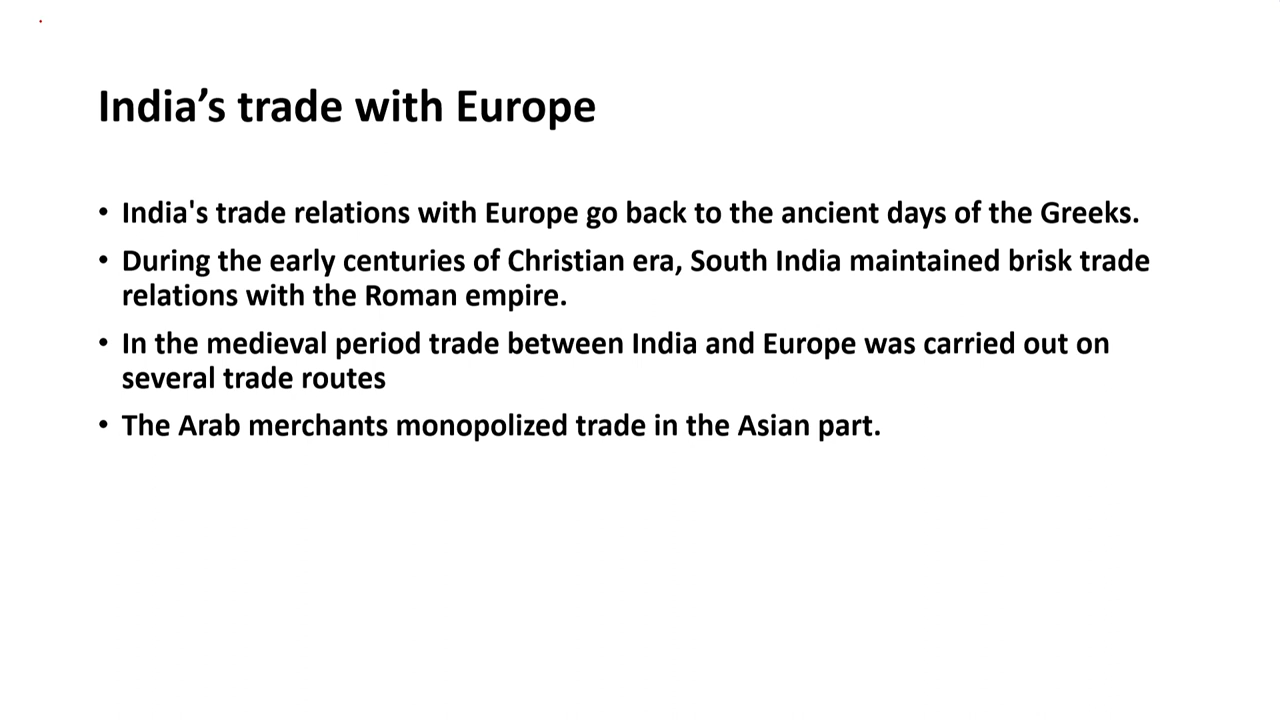 India’s trade with Europe
• India's trade relations with Europe go back to the ancient days of the Greeks.
• During the early centuries of Christian era, South India maintained brisk trade
relations with the Roman empire.
• In the medieval period trade between India and Europe was carried out on
several trade routes
• The Arab merchants monopolized trade in the Asian part.